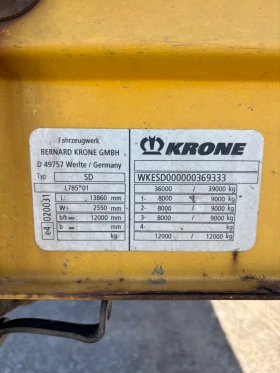 Fahrzeugwerk
BERNARD KRONE GMBH
D 49757 Werlte / Germany
Typ SD
L785*01
L: 13860 mm
W> 2550 mm
b/b= 12000 mm
b = mm
kg
e4 020031
KRONE
WKESD000000369333
36000 / 39000 kg
1- 8000 / 9000 kg
2- 8000 / 9000 kg
3- 8000 / 9000 kg
4-
12000 / 12000 kg